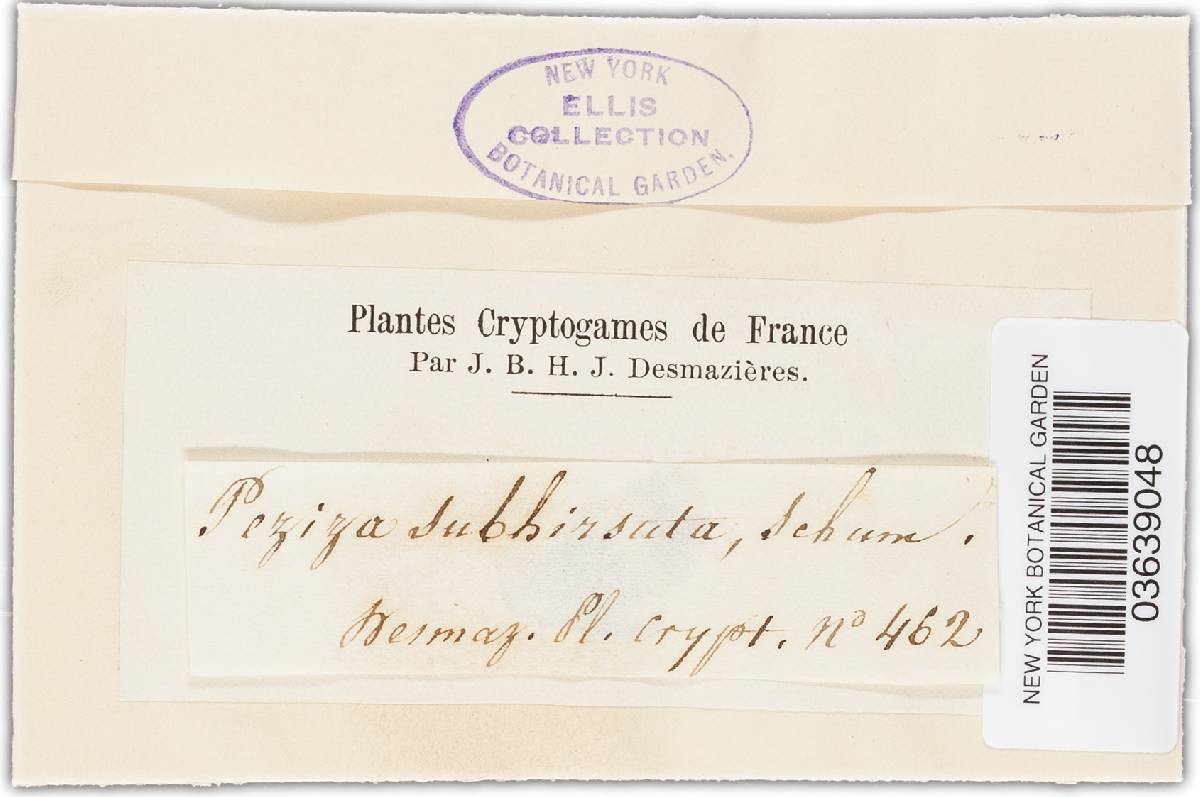 NEW YORK
ELLIS
COLLECTION
BOTANICAL GARDEN.
Plantes Cryptogames de France
Par J. B. H. J. Desmazières.
Peziza subhirsuta, schum.
Desmaz. Pl. crypt. no 462
NEW YORK BOTANICAL GARDEN
03639048